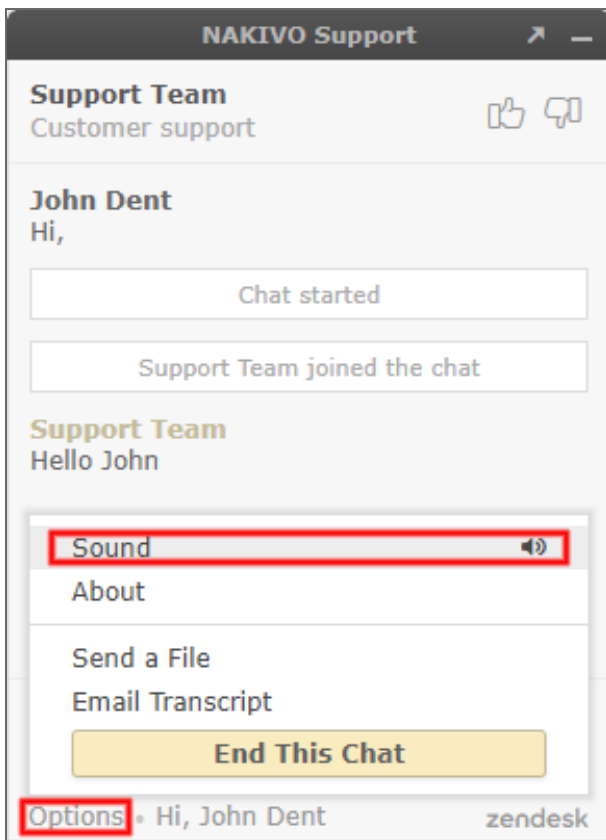 NAKIVO Support
Support Team
Customer support
John Dent
Hi,
Chat started
Support Team joined the chat
Support Team
Hello John
Sound
About
Send a File
Email Transcript
End This Chat
Options • Hi, John Dent
zendesk